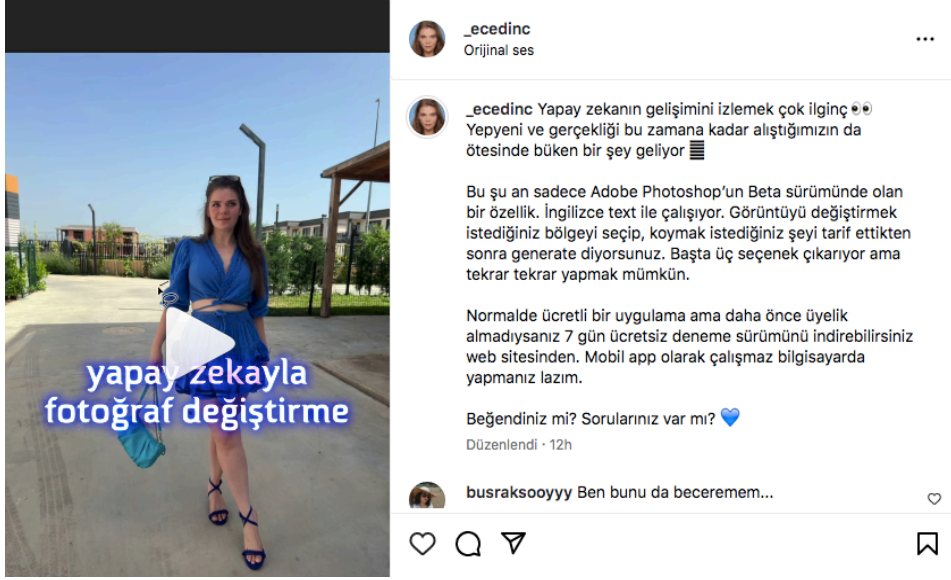 _ecedinc
Orijinal ses
_ecedinc Yapay zekanın gelişimini izlemek çok ilginç👀
Yepyeni ve gerçekliği bu zamana kadar alıştığımızın da
ötesinde büken bir şey geliyor
Bu şu an sadece Adobe Photoshop’un Beta sürümünde olan
bir özellik. İngilizce text ile çalışıyor. Görüntüyü değiştirmek
istediğiniz bölgeyi seçip, koymak istediğiniz şeyi tarif ettikten
sonra generate diyorsunuz. Başta üç seçenek çıkarıyor ama
tekrar tekrar yapmak mümkün.
Normalde ücretli bir uygulama ama daha önce üyelik
almadıysanız 7 gün ücretsiz deneme sürümünü indirebilirsiniz
web sitesinden. Mobil app olarak çalışmaz bilgisayarda
yapmanız lazım.
Beğendiniz mi? Sorularınız var mı? 💙
Düzenlendi · 12h
busraksooyyy Ben bunu da beceremem...
yapay zekayla
fotoğraf değiştirme